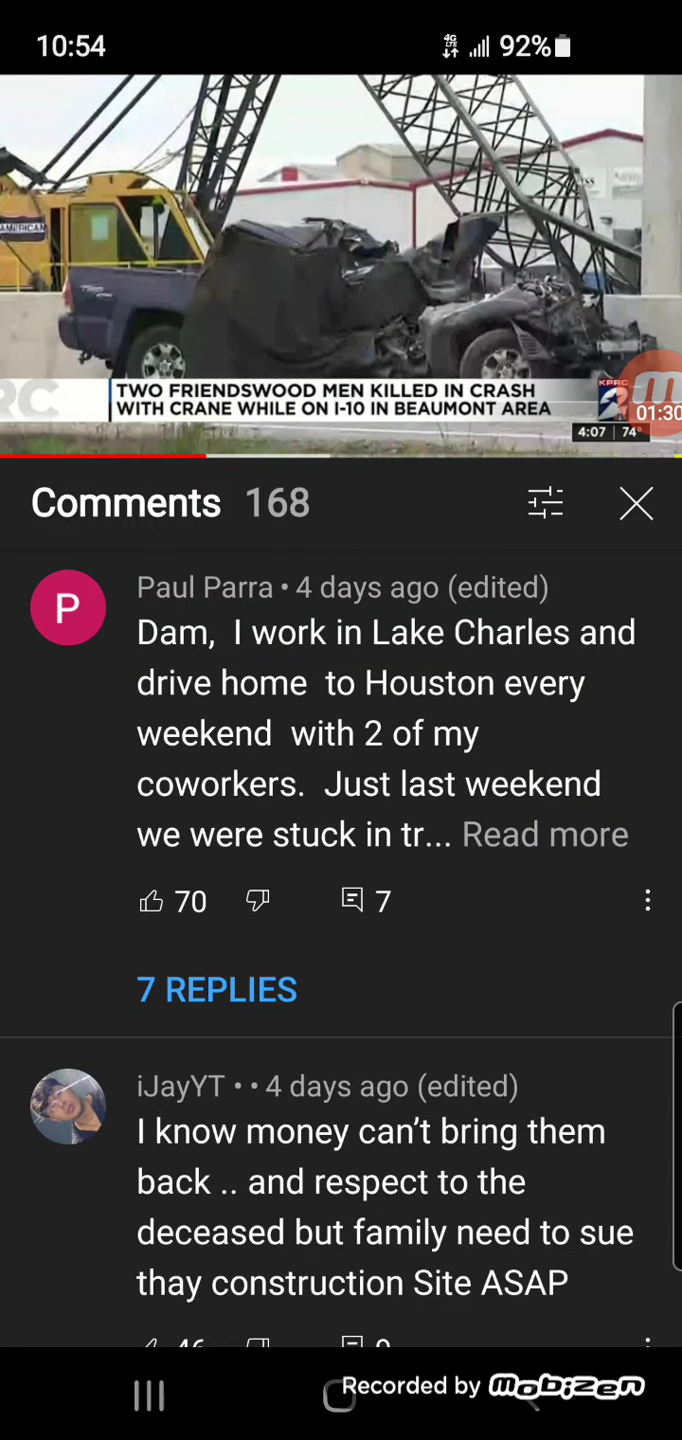 10:54
4G LTE 92%
AMERICAN
TWO FRIENDSWOOD MEN KILLED IN CRASH
WITH CRANE WHILE ON I-10 IN BEAUMONT AREA
KPRC
2
01:30
4:07 74°
Comments 168
P
Paul Parra • 4 days ago (edited)
Dam, I work in Lake Charles and
drive home to Houston every
weekend with 2 of my
coworkers. Just last weekend
we were stuck in tr... Read more
70 7
7 REPLIES
iJayYT • • 4 days ago (edited)
I know money can’t bring them
back .. and respect to the
deceased but family need to sue
thay construction Site ASAP
Recorded by Mobizen